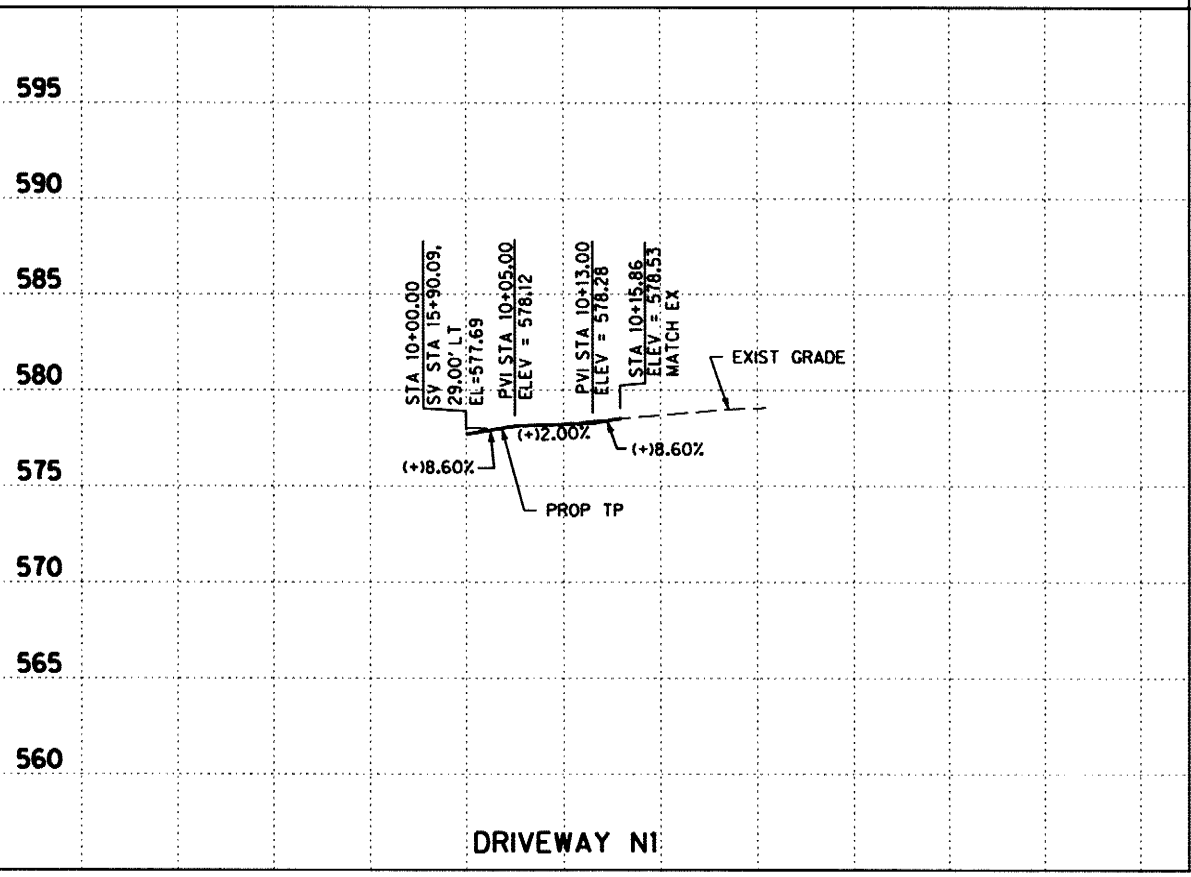 595
590
585
580
575
570
565
560
STA 10+00.00
SV STA 15+90.09,
29.00' LT
EL=577.69
PVI STA 10+05.00
ELEV = 578.12
PVI STA 10+13.00
ELEV = 578.28
STA 10+15.86
ELEV = 578.53
MATCH EX
EXIST GRADE
(+)8.60%
(+)2.00%
(+)8.60%
PROP TP
DRIVEWAY N1